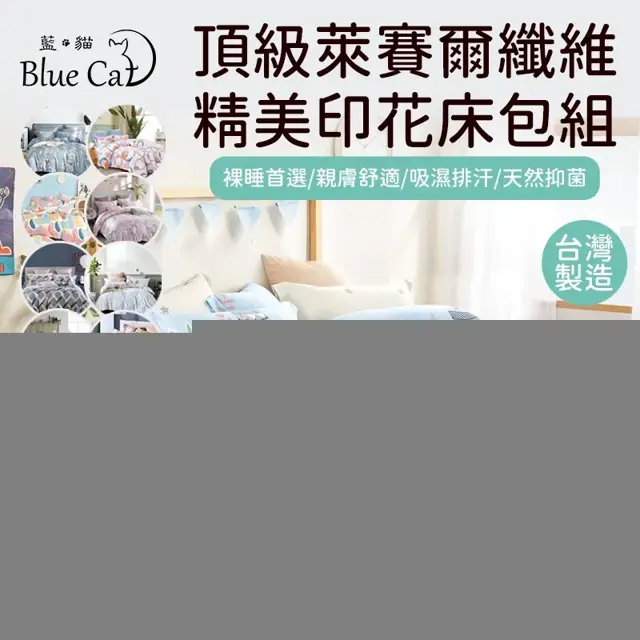 藍貓
Blue Cat
頂級萊賽爾纖維
精美印花床包組
裸睡首選/親膚舒適/吸濕排汗/天然抑菌
台灣
製造